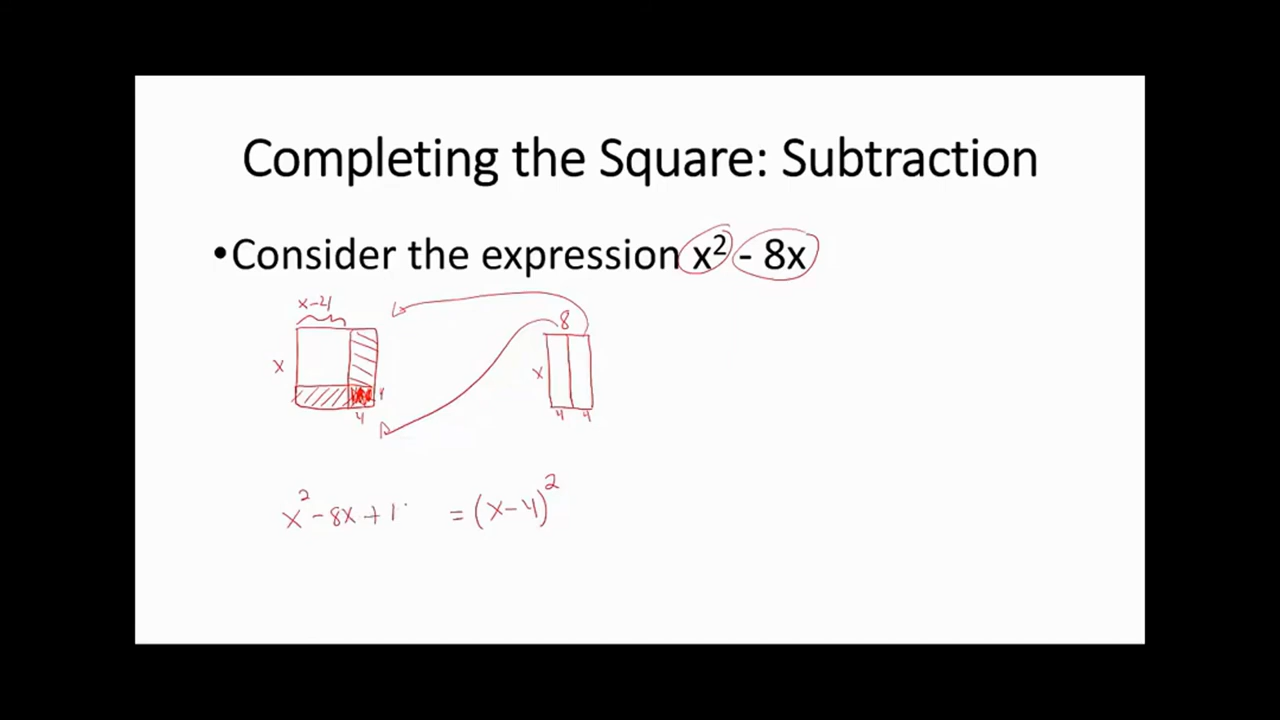 Completing the Square: Subtraction
•Consider the expression x² - 8x
x-4
8
x
x
4
4 4
x² - 8x + 1 = (x-4)²